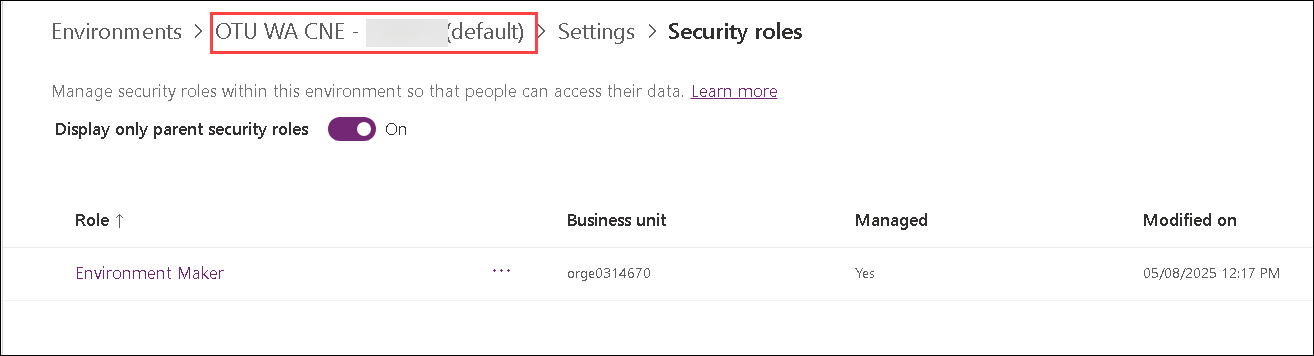 Environments > OTU WA CNE - (default) > Settings > Security roles
Manage security roles within this environment so that people can access their data. Learn more
Display only parent security roles On
Role ↑ Business unit Managed Modified on
Environment Maker ... orge0314670 Yes 05/08/2025 12:17 PM